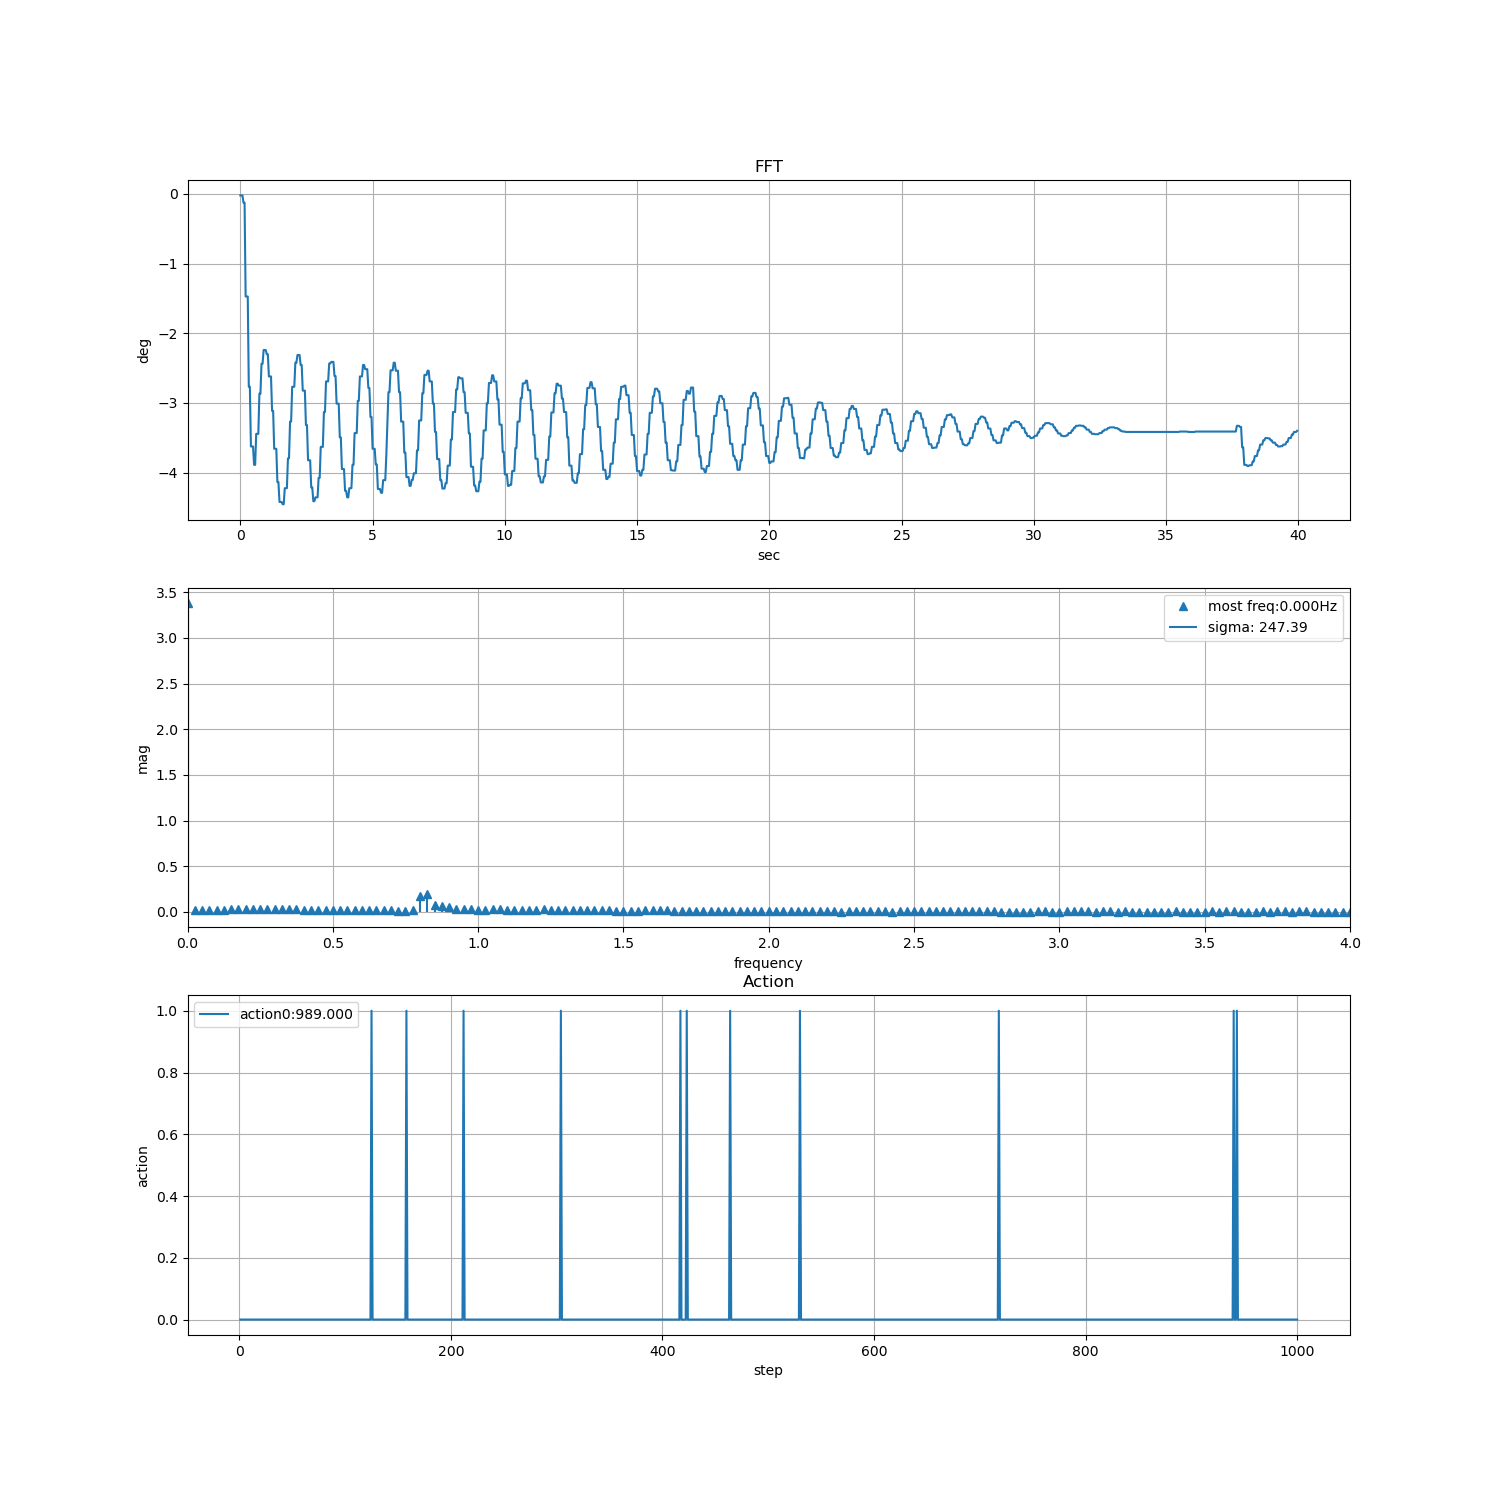 FFT
0
−1
−2
−3
−4
deg
0 5 10 15 20 25 30 35 40
sec
3.5
3.0
2.5
2.0
1.5
1.0
0.5
0.0
mag
most freq:0.000Hz
sigma: 247.39
0.0 0.5 1.0 1.5 2.0 2.5 3.0 3.5 4.0
frequency
Action
1.0
0.8
0.6
0.4
0.2
0.0
action
action0:989.000
0 200 400 600 800 1000
step